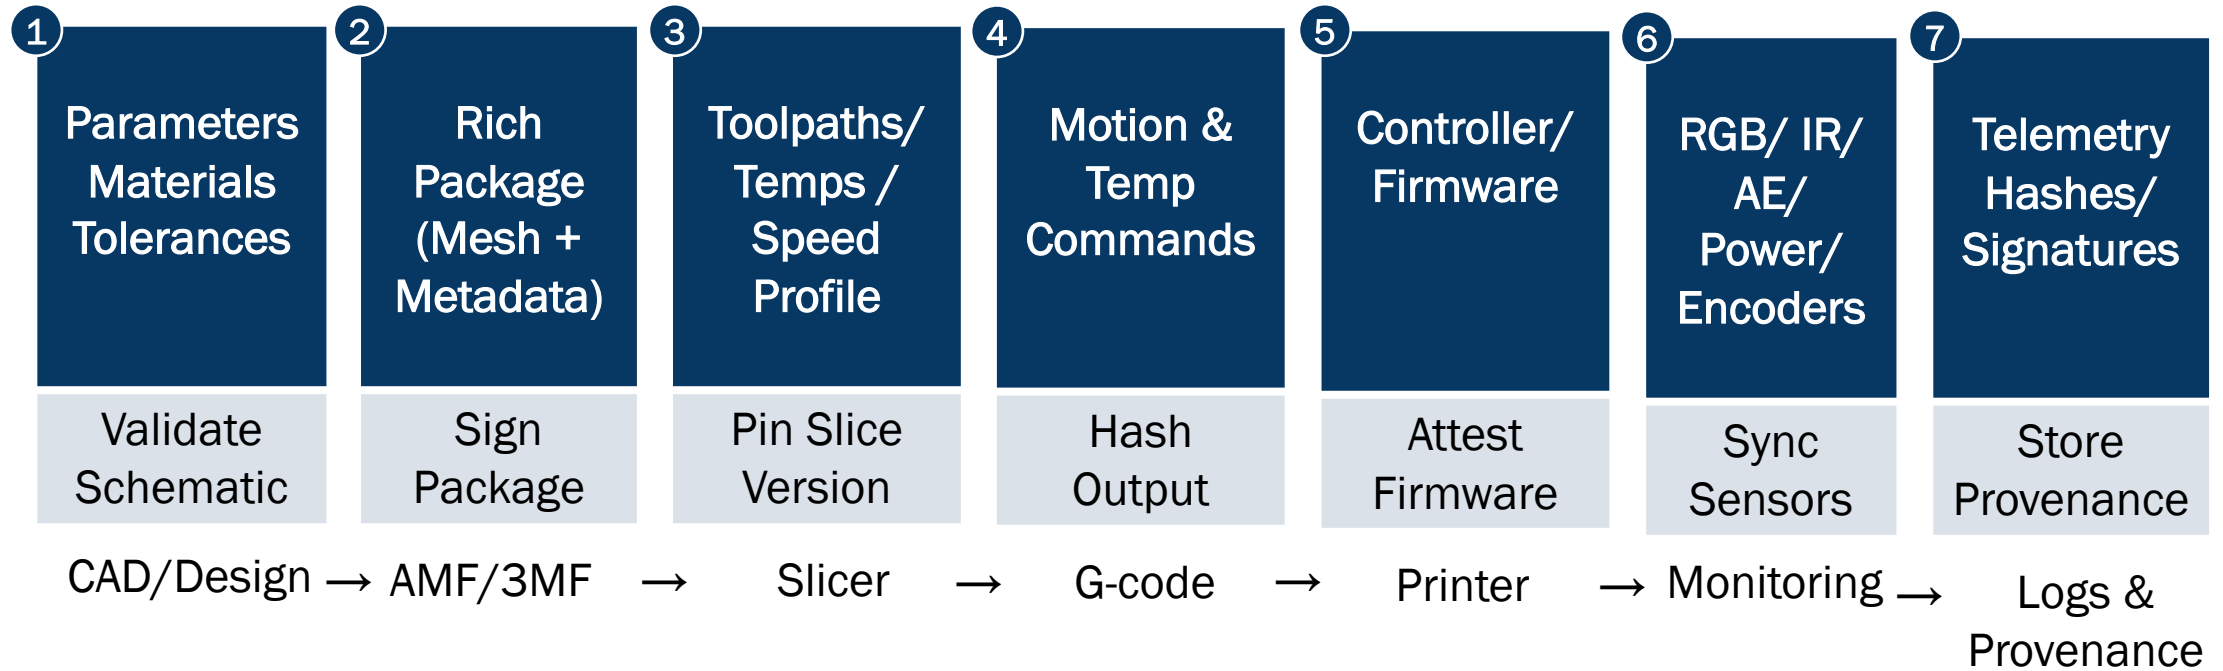 1
Parameters
Materials
Tolerances
Validate
Schematic
2
Rich
Package
(Mesh +
Metadata)
Sign
Package
3
Toolpaths/
Temps /
Speed
Profile
Pin Slice
Version
4
Motion &
Temp
Commands
Hash
Output
5
Controller/
Firmware
Attest
Firmware
6
RGB/ IR/
AE/
Power/
Encoders
Sync
Sensors
7
Telemetry
Hashes/
Signatures
Store
Provenance
CAD/Design → AMF/3MF → Slicer → G-code → Printer → Monitoring → Logs &
Provenance